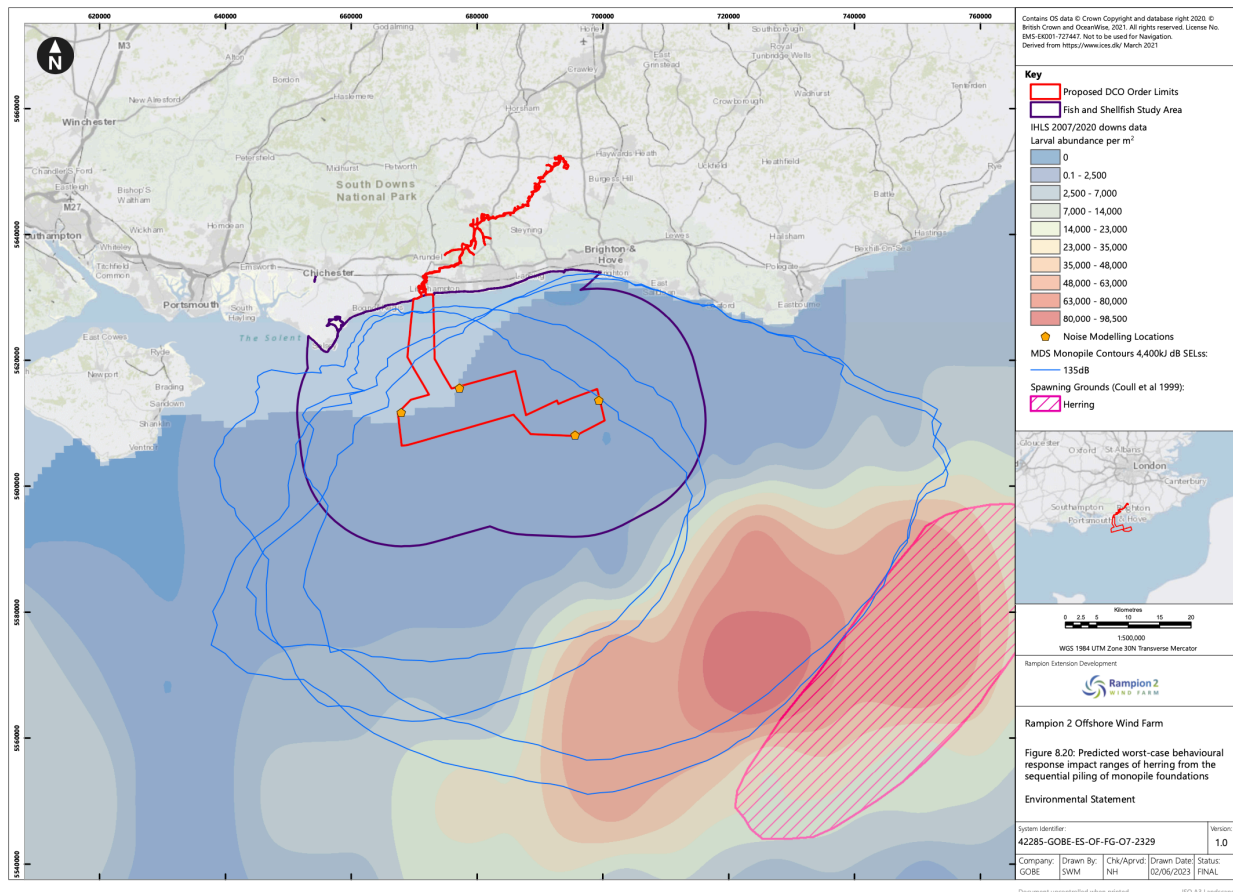 620000 640000 660000 680000 700000 720000 740000 760000
5660000
5640000
5620000
5600000
5580000
5560000
5540000
N
M3
Godalming
Horley
Southborough
Royal
Tunbridge Wells
Alton
Crawley
East
Grinstead
Bordon
Haslemere
Wadhurst
Tenterden
New Alresford
Horsham
Crowborough
Winchester
Petersfield
Haywards Heath
Chandler's Ford
Midhurst
Petworth
Uckfield
Heathfield
Rye
Eastleigh
Bishop's
Waltham
Burgess Hill
South Downs
National Park
Battle
M27
Horndean
Steyning
Southampton
Wickham
Arundel
Lewes
Hailsham
Hastings
Whiteley
Brighton &
Hove
Bexhill-on-Sea
Titchfield
Common
Emsworth
Chichester
Polegate
Portsmouth
South
Hayling
Eastbourne
The Solent
East Cowes
Ryde
Newport
Brading
Sandown
Shanklin
Ventnor
Contains OS data © Crown Copyright and database right 2020. ©
British Crown and OceanWise, 2021. All rights reserved. License No.
EMS-EK001-727447. Not to be used for Navigation.
Derived from https://www.ices.dk/ March 2021
Key
Proposed DCO Order Limits
Fish and Shellfish Study Area
IHLS 2007/2020 downs data
Larval abundance per m²
0
0.1 - 2,500
2,500 - 7,000
7,000 - 14,000
14,000 - 23,000
23,000 - 35,000
35,000 - 48,000
48,000 - 63,000
63,000 - 80,000
80,000 - 98,500
Noise Modelling Locations
MDS Monopile Contours 4,400kJ dB SELss:
135dB
Spawning Grounds (Coull et al 1999):
Herring
Gloucester
Oxford
St Albans
London
Canterbury
Southampton
Brighton
Portsmouth
& Hove
Kilometres
0 2.5 5 10 15 20
1:500,000
WGS 1984 UTM Zone 30N Transverse Mercator
Rampion Extension Development
Rampion 2
WIND FARM
Rampion 2 Offshore Wind Farm
Figure 8.20: Predicted worst-case behavioural
response impact ranges of herring from the
sequential piling of monopile foundations
Environmental Statement
System Identifier: Version:
42285-GOBE-ES-OF-FG-O7-2329 1.0
Company: Drawn By: Chk/Aprvd: Drawn Date: Status:
GOBE SWM NH 02/06/2023 FINAL
Document uncontrolled when printed ISO A3 Landscape